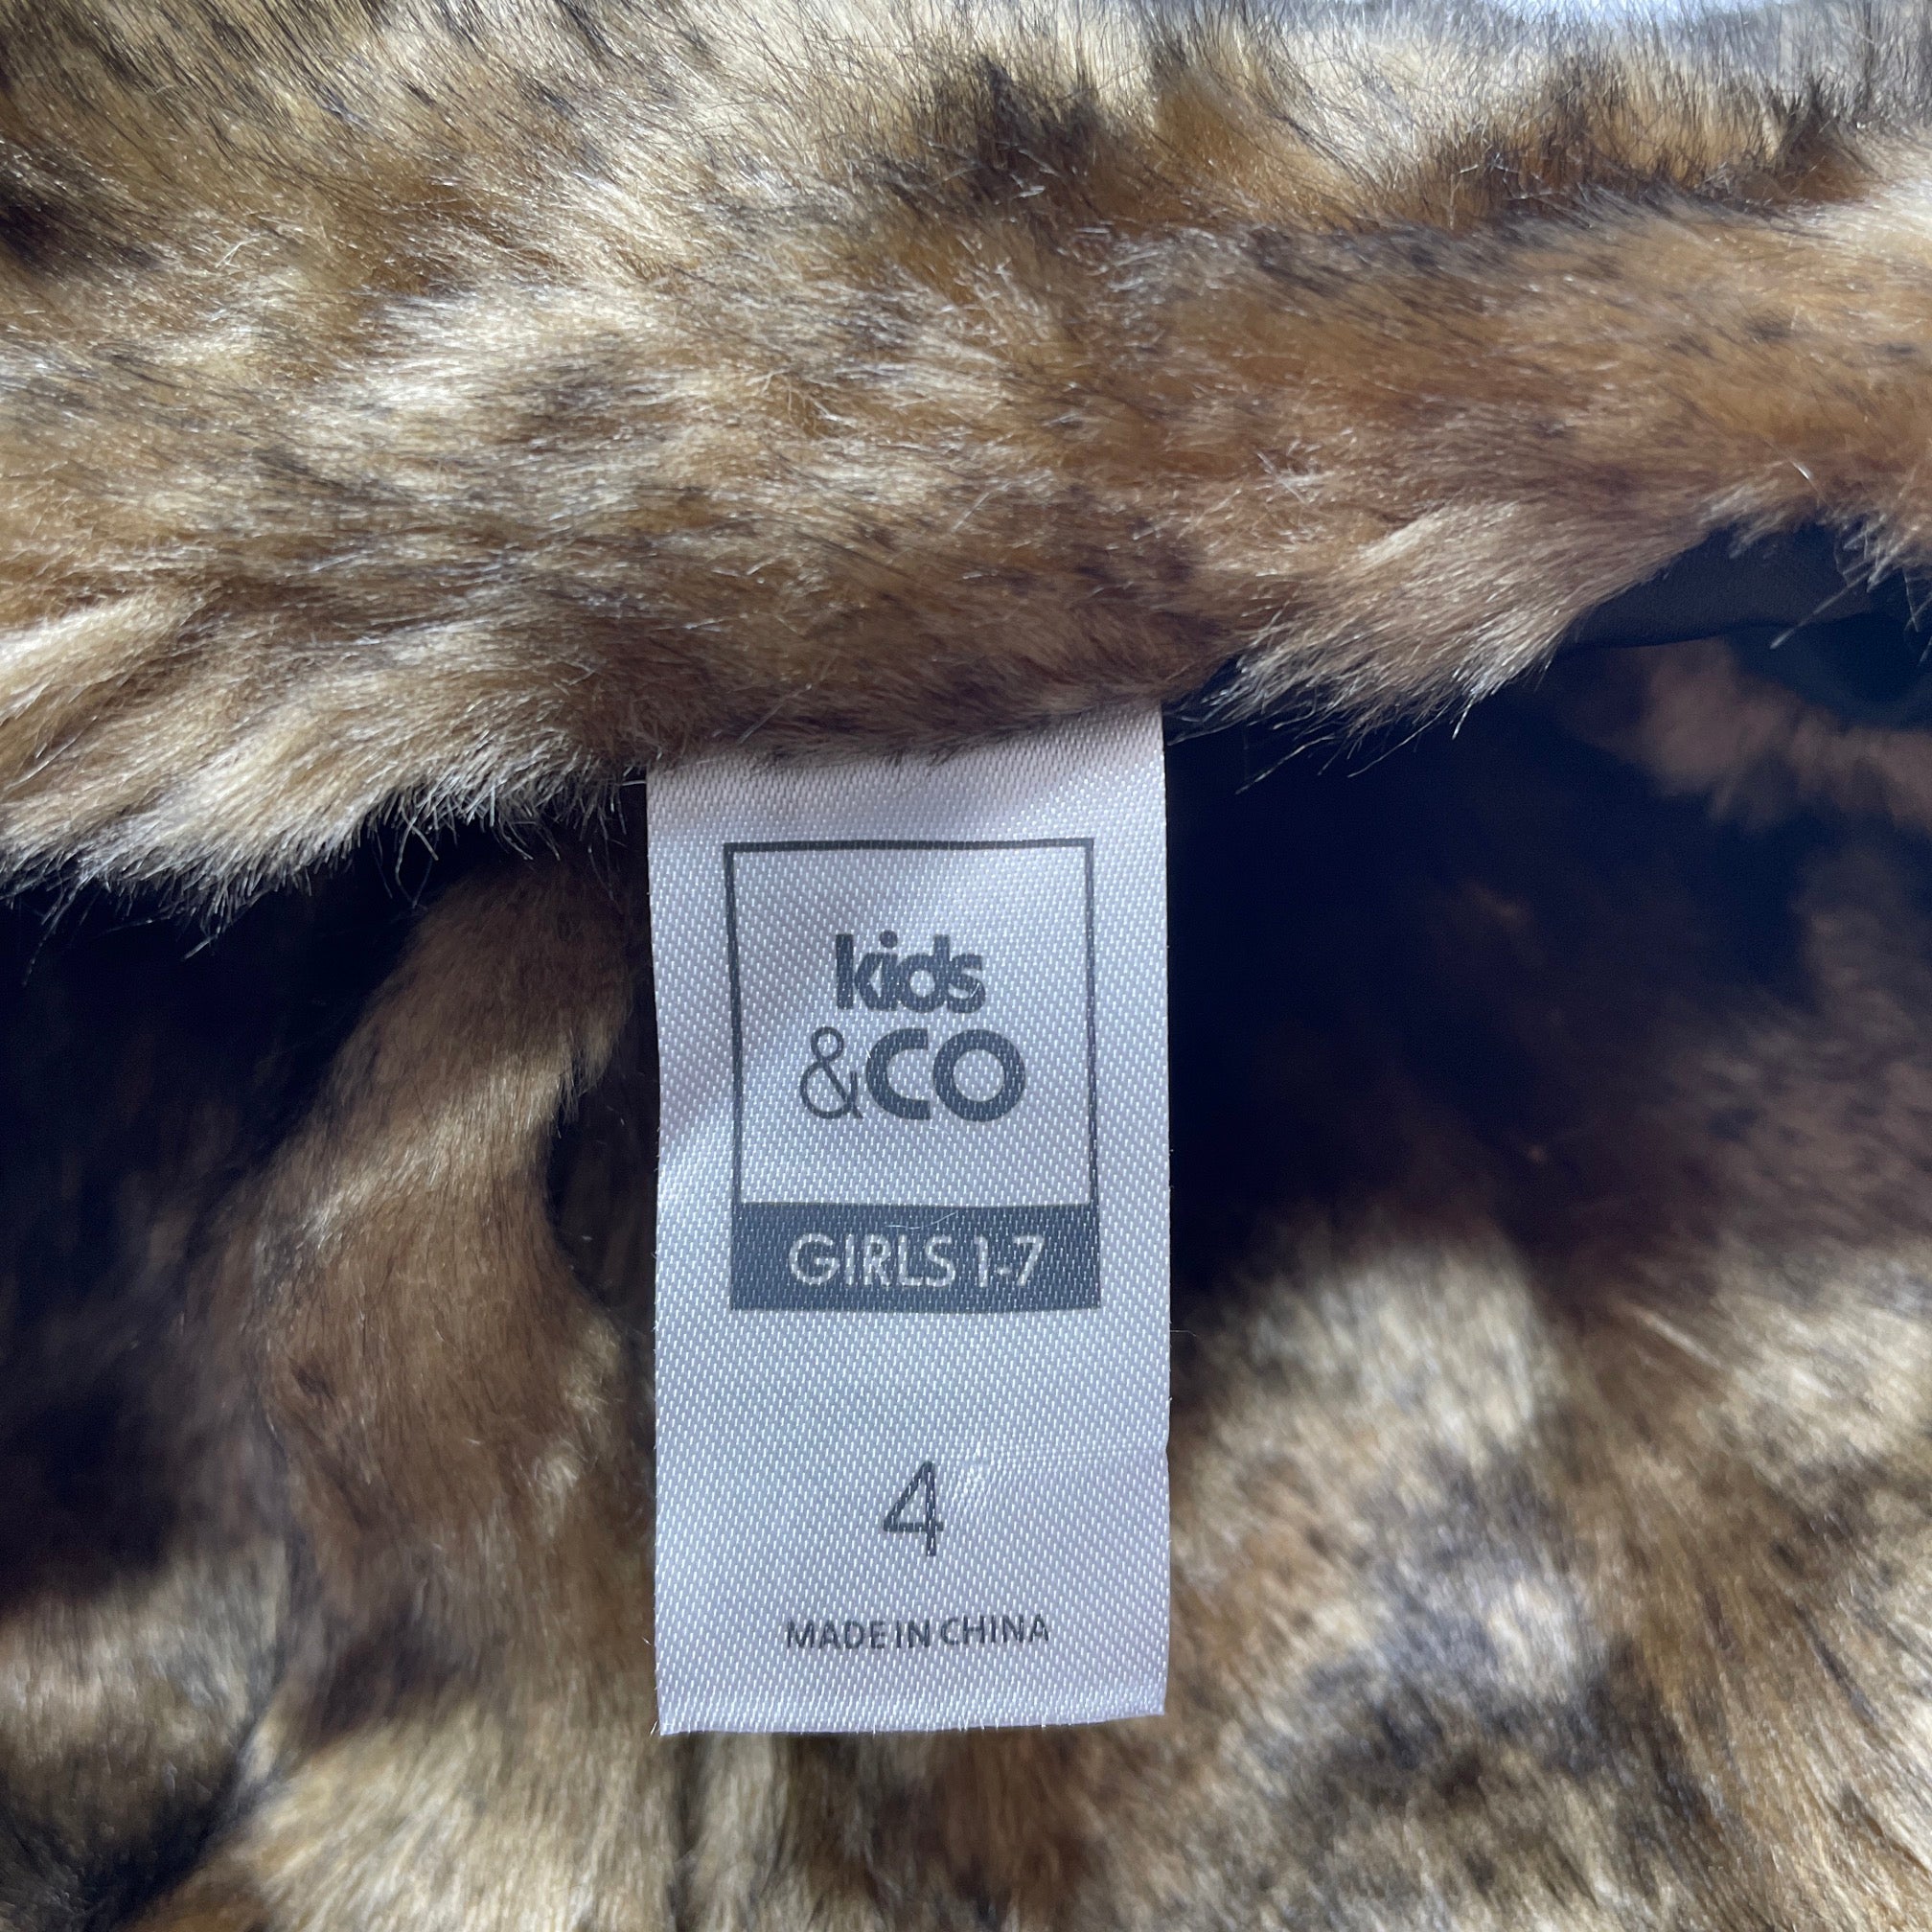 kids
&CO
GIRLS 1-7
4
MADE IN CHINA